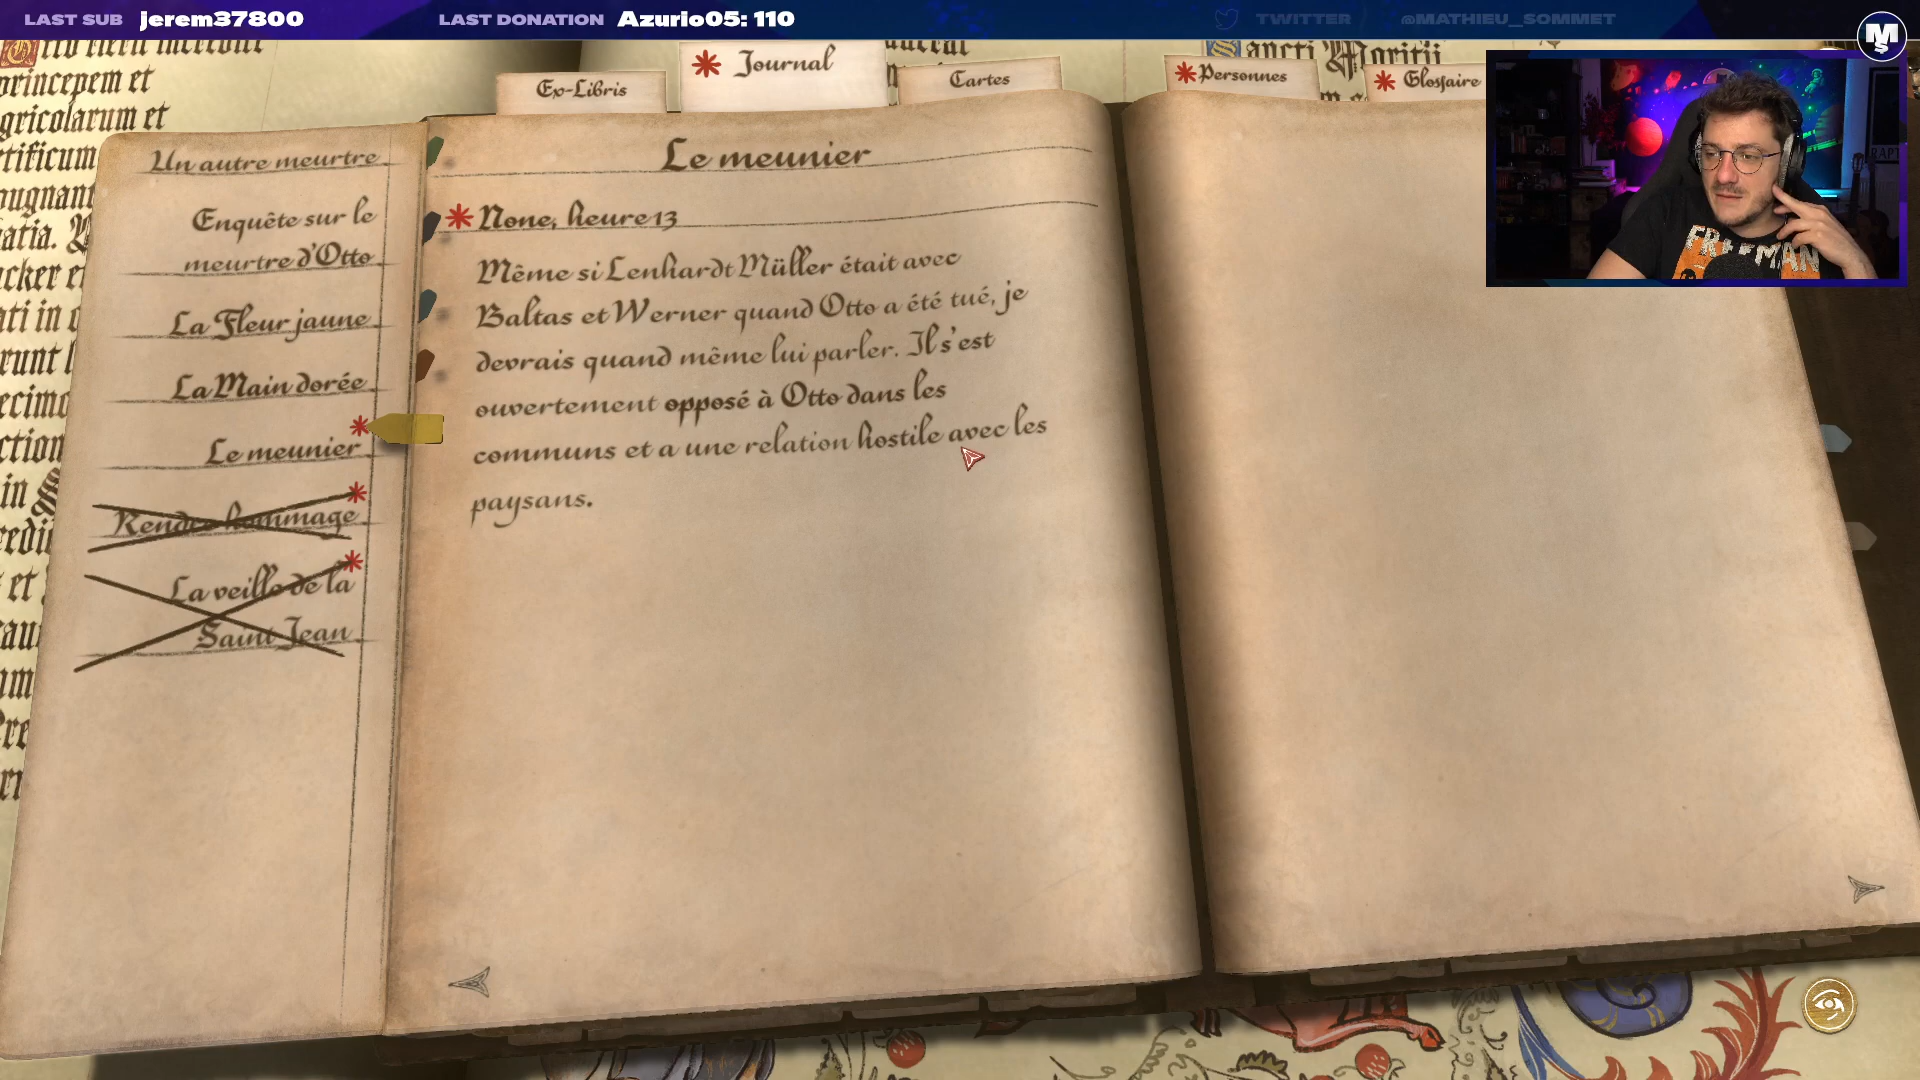 LAST SUB jerem37800
LAST DONATION Azurio05: 110
TWITTER @MATHIEU_SOMMET
princepem et
Ex-Libris
Journal
Cartes
Personnes
Glossaire
Un autre meurtre
Enquête sur le
meurtre d'Otto
La Fleur jaune
La Main dorée
Le meunier
Rendre hommage
La veille de la
Saint Jean
Le meunier
None, heure 13
Même si Lenhardt Müller était avec
Baltas et Werner quand Otto a été tué, je
devrais quand même lui parler. Il s'est
ouvertement opposé à Otto dans les
communs et a une relation hostile avec les
paysans.